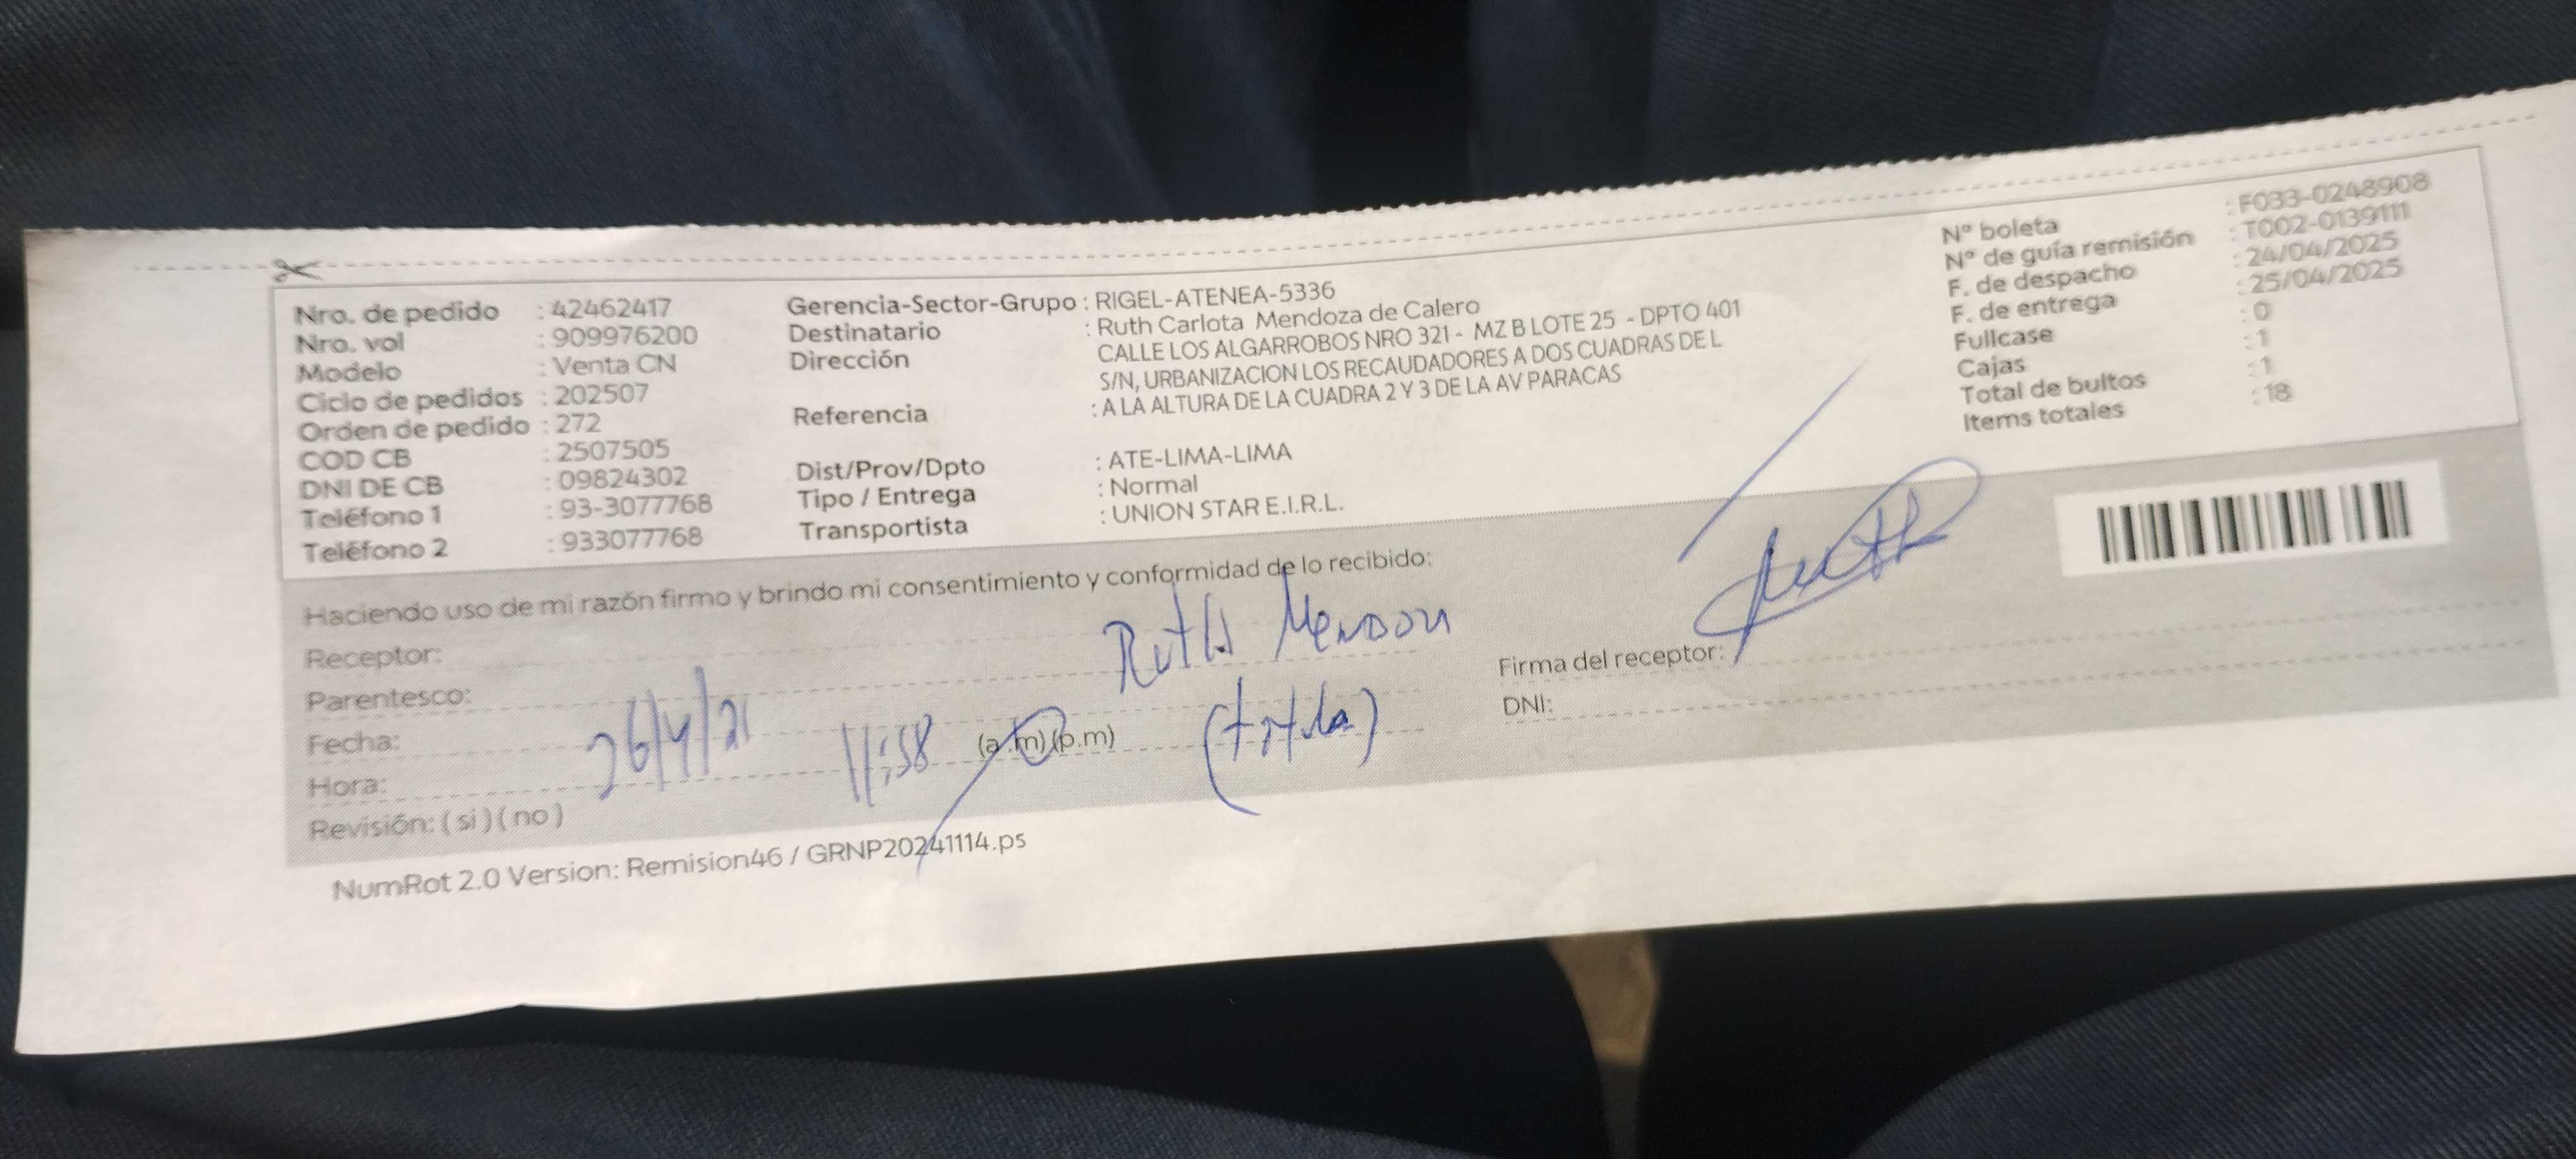 Nro. de pedido : 42462417
Nro. vol : 909976200
Modelo : Venta CN
Ciclo de pedidos : 202507
Orden de pedido : 272
COD CB : 2507505
DNI DE CB : 09824302
Teléfono 1 : 93-3077768
Teléfono 2 : 933077768
Gerencia-Sector-Grupo : RIGEL-ATENEA-5336
Destinatario : Ruth Carlota Mendoza de Calero
Dirección CALLE LOS ALGARROBOS NRO 321 - MZ B LOTE 25 - DPTO 401
S/N, URBANIZACION LOS RECAUDADORES A DOS CUADRAS DE L
Referencia : A LA ALTURA DE LA CUADRA 2 Y 3 DE LA AV PARACAS
Dist/Prov/Dpto : ATE-LIMA-LIMA
Tipo / Entrega : Normal
Transportista : UNION STAR E.I.R.L.
N° boleta : F033-0248908
N° de guía remisión : T002-0139111
F. de despacho : 24/04/2025
F. de entrega : 25/04/2025
Fullcase : 0
Cajas : 1
Total de bultos : 1
Items totales : 18
Haciendo uso de mi razón firmo y brindo mi consentimiento y conformidad de lo recibido:
Receptor: Ruth Mendoza
Parentesco:
Fecha: 26/4/
Hora: 11:58 (a.m) (p.m)
Revisión: ( si ) ( no )
Firma del receptor:
DNI:
NumRot 2.0 Version: Remision46 / GRNP20241114.ps